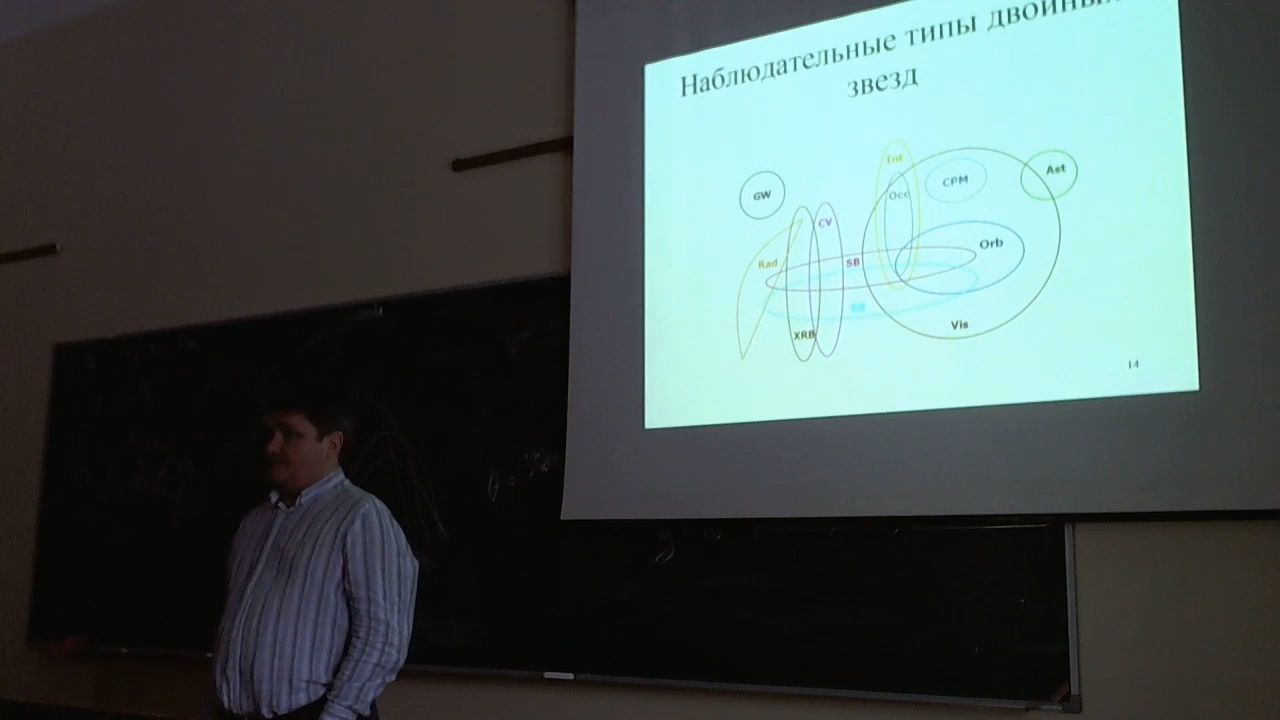 Наблюдательные типы двойных
звезд
Int
Ast
CPM
GW
Occ
CV
Orb
Rad
SB
EB
Vis
XRB
14
θ =